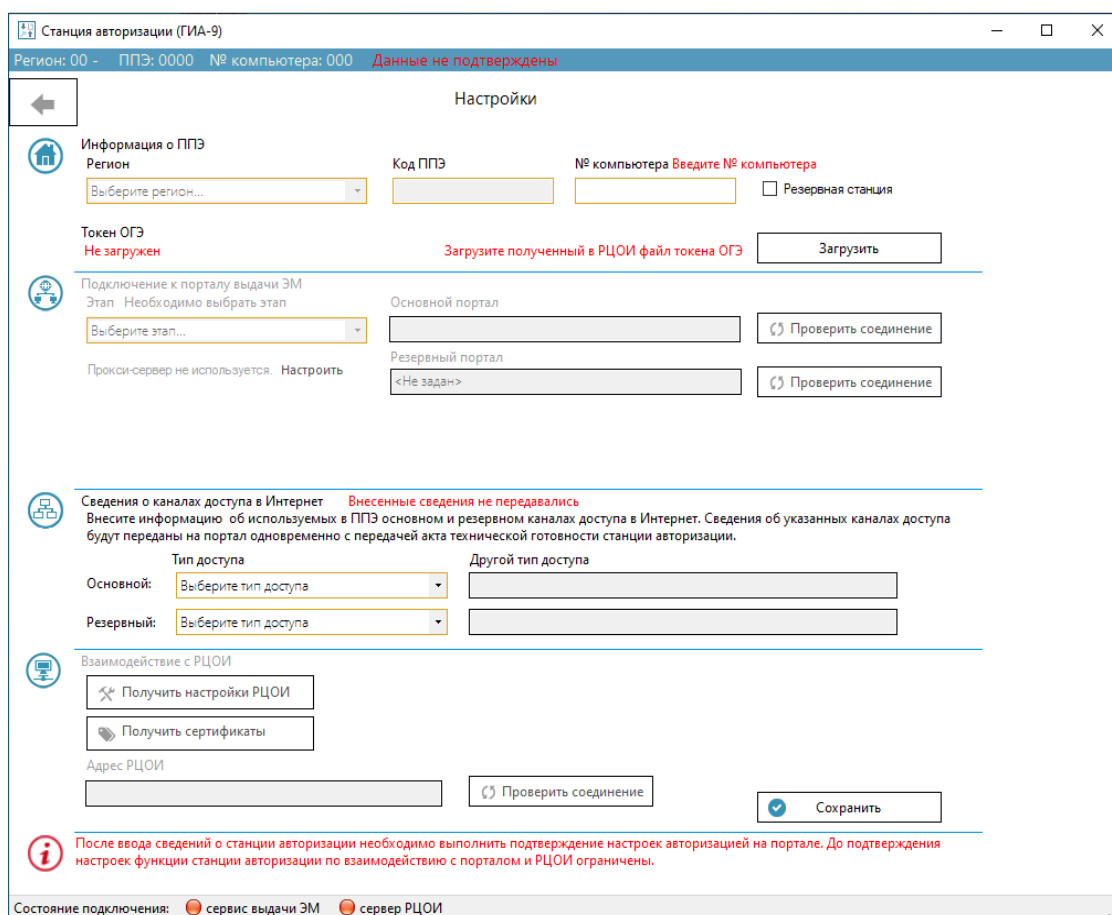 Станция авторизации (ГИА-9)
Регион: 00 - ППЭ: 0000 № компьютера: 000 Данные не подтверждены
Настройки
Информация о ППЭ
Регион Код ППЭ № компьютера Введите № компьютера
Выберите регион... Резервная станция
Токен ОГЭ
Не загружен Загрузите полученный в РЦОИ файл токена ОГЭ Загрузить
Подключение к порталу выдачи ЭМ
Этап Необходимо выбрать этап Основной портал
Выберите этап... Проверить соединение
Резервный портал
Прокси-сервер не используется. Настроить
<Не задан> Проверить соединение
Сведения о каналах доступа в Интернет Внесенные сведения не передавались
Внесите информацию об используемых в ППЭ основном и резервном каналах доступа в Интернет. Сведения об указанных каналах доступа
будут переданы на портал одновременно с передачей акта технической готовности станции авторизации.
Тип доступа Другой тип доступа
Основной: Выберите тип доступа
Резервный: Выберите тип доступа
Взаимодействие с РЦОИ
Получить настройки РЦОИ
Получить сертификаты
Адрес РЦОИ
Проверить соединение
Сохранить
После ввода сведений о станции авторизации необходимо выполнить подтверждение настроек авторизацией на портале. До подтверждения
настроек функции станции авторизации по взаимодействию с порталом и РЦОИ ограничены.
Состояние подключения: сервис выдачи ЭМ сервер РЦОИ